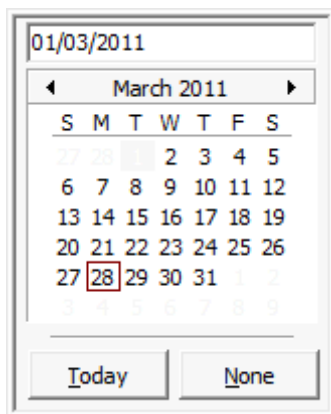 01/03/2011
March 2011
S M T W T F S
27 28 1 2 3 4 5
6 7 8 9 10 11 12
13 14 15 16 17 18 19
20 21 22 23 24 25 26
27 28 29 30 31 1 2
3 4 5 6 7 8 9
Today None